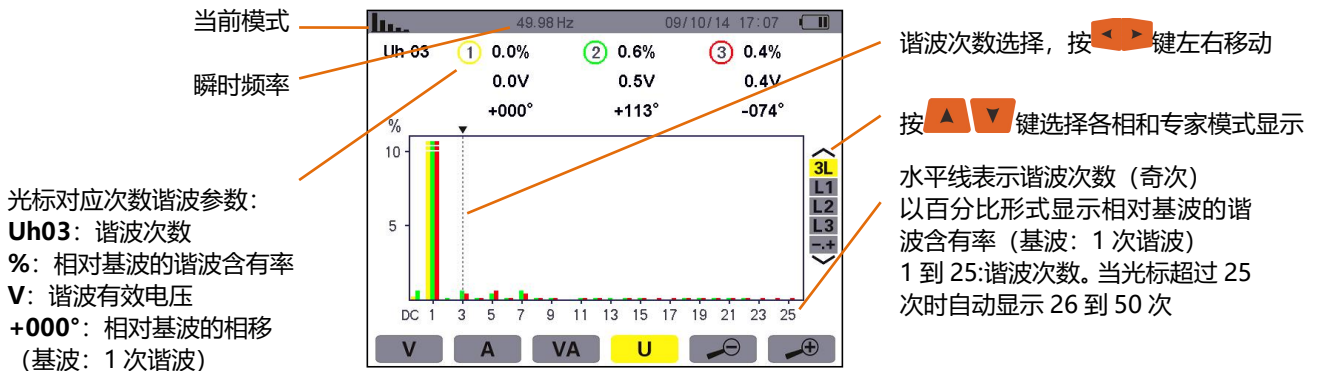 当前模式
瞬时频率
光标对应次数谐波参数：
Uh03：谐波次数
%：相对基波的谐波含有率
V：谐波有效电压
+000°：相对基波的相移
（基波：1 次谐波）
49.98 Hz 09/10/14 17:07
Uh 03 1 0.0% 2 0.6% 3 0.4%
0.0V 0.5V 0.4V
+000° +113° -074°
%
10
5
DC 1 3 5 7 9 11 13 15 17 19 21 23 25
3L
L1
L2
L3
-.+
V A VA U
谐波次数选择，按 键左右移动
按 键选择各相和专家模式显示
水平线表示谐波次数（奇次）
以百分比形式显示相对基波的谐
波含有率（基波：1 次谐波）
1 到 25:谐波次数。当光标超过 25
次时自动显示 26 到 50 次